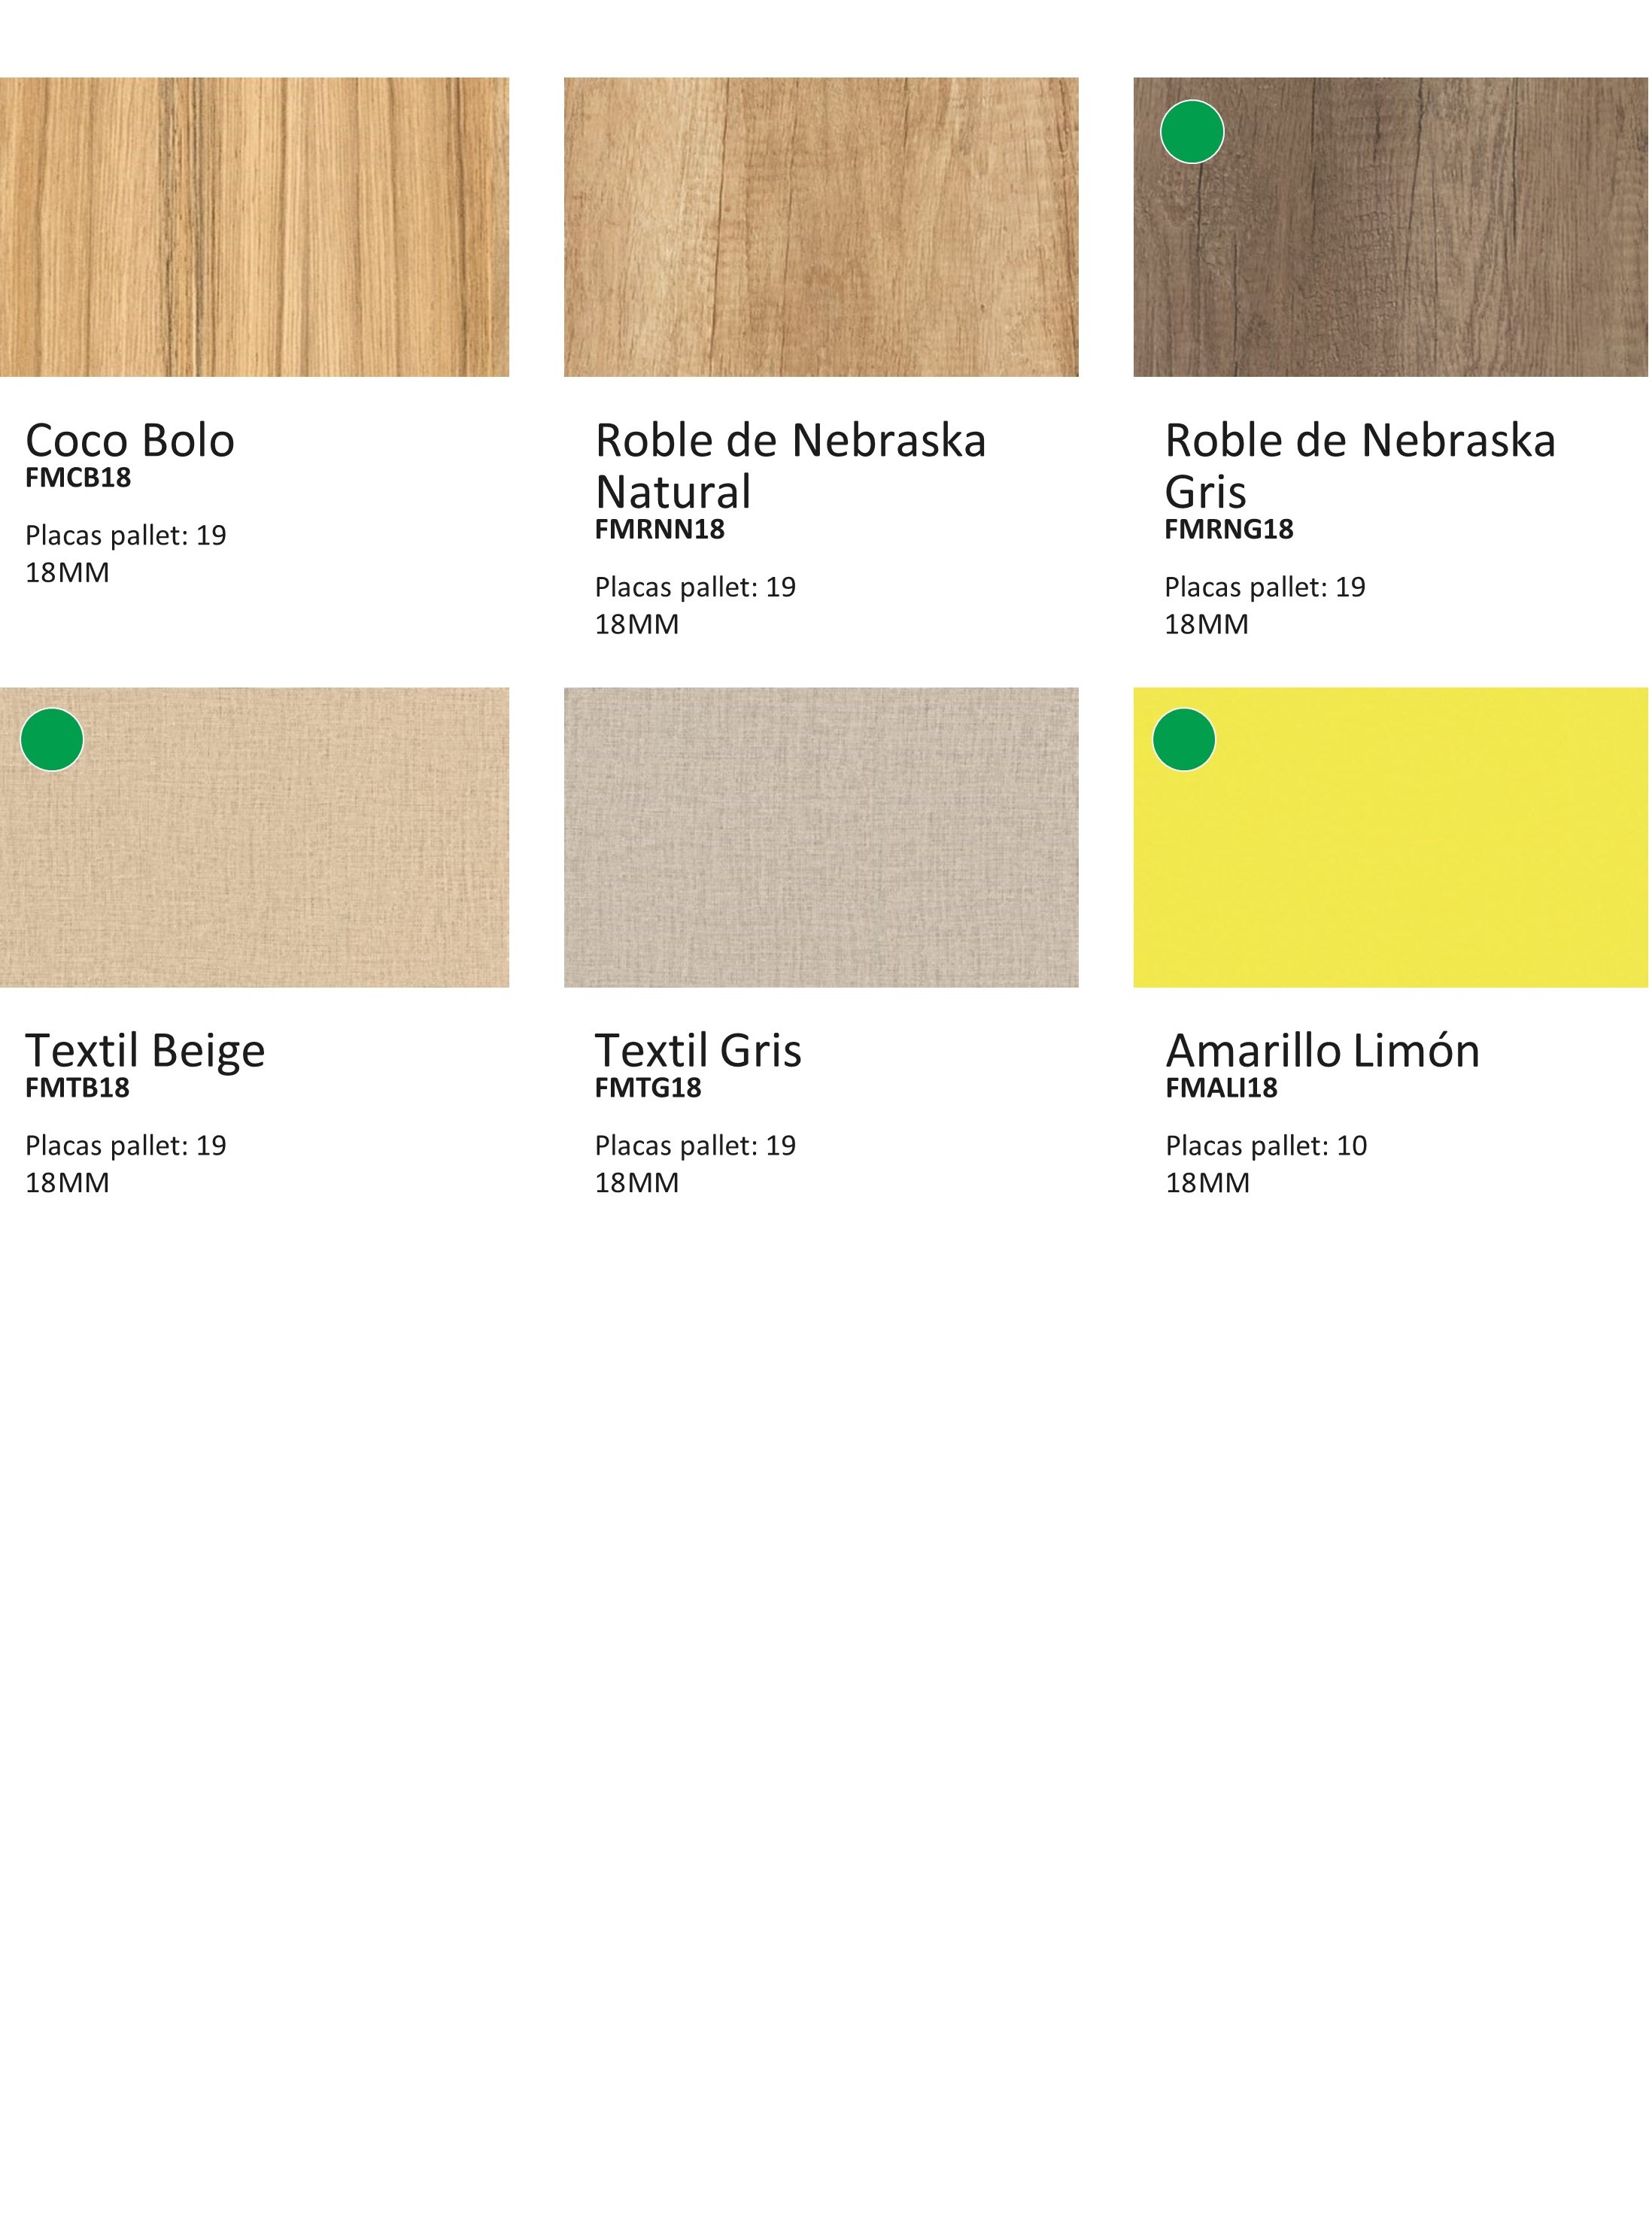 Coco Bolo
FMCB18
Placas pallet: 19
18MM
Roble de Nebraska
Natural
FMRNN18
Placas pallet: 19
18MM
Roble de Nebraska
Gris
FMRNG18
Placas pallet: 19
18MM
Textil Beige
FMTB18
Placas pallet: 19
18MM
Textil Gris
FMTG18
Placas pallet: 19
18MM
Amarillo Limón
FMALI18
Placas pallet: 10
18MM